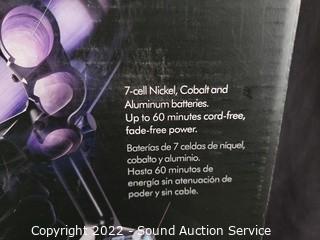 7-cell Nickel, Cobalt and
Aluminum batteries.
Up to 60 minutes cord-free,
fade-free power.
Baterías de 7 celdas de níquel,
cobalto y aluminio.
Hasta 60 minutos de
energía sin atenuación de
poder y sin cable.
Copyright 2022 - Sound Auction Service